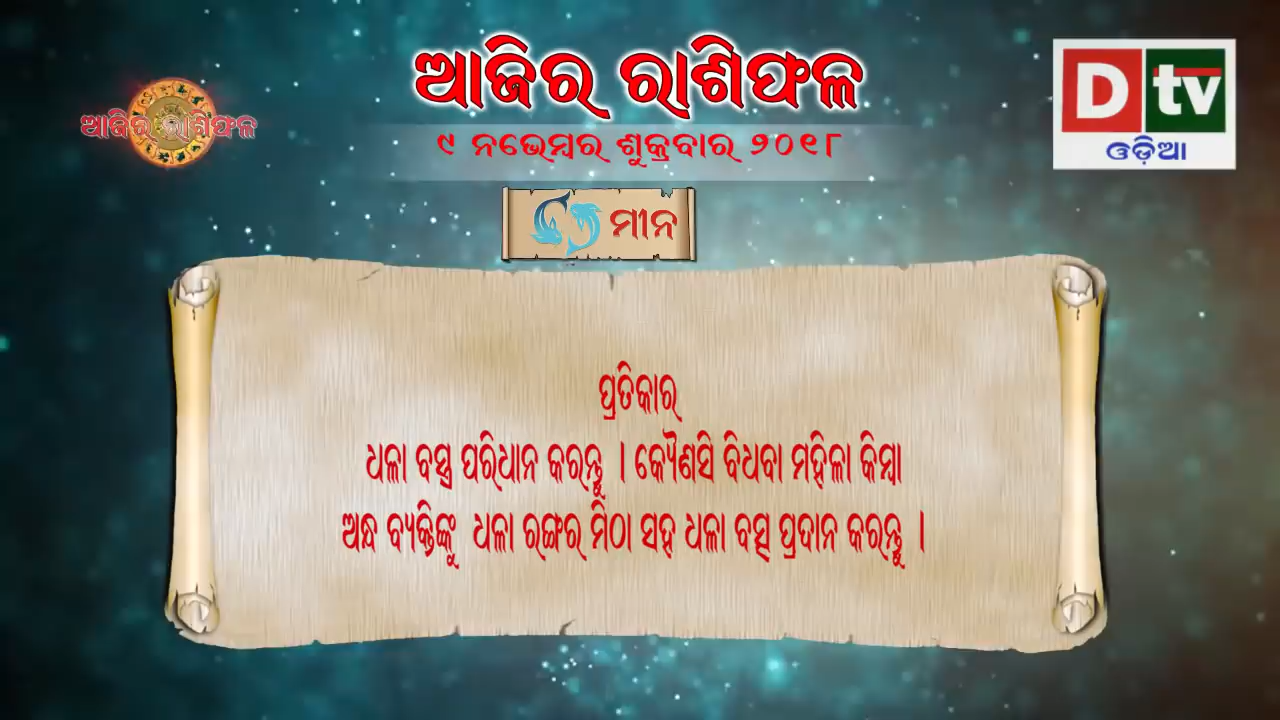 ଆଜିର ରାଶିଫଳ
ଆଜିର ରାଶିଫଳ
D tv
ଓଡ଼ିଆ
୯ ନଭେମ୍ବର ଶୁକ୍ରବାର ୨୦୧୮
ମୀନ
ପ୍ରତିକାର
ଧଳା ବସ୍ତ୍ର ପରିଧାନ କରନ୍ତୁ । କୌଣସି ବିଧବା ମହିଳା କିମ୍ବା
ଅନ୍ଧ ବ୍ୟକ୍ତିଙ୍କୁ ଧଳା ରଙ୍ଗର ମିଠା ସହ ଧଳା ବସ୍ତ୍ର ପ୍ରଦାନ କରନ୍ତୁ ।